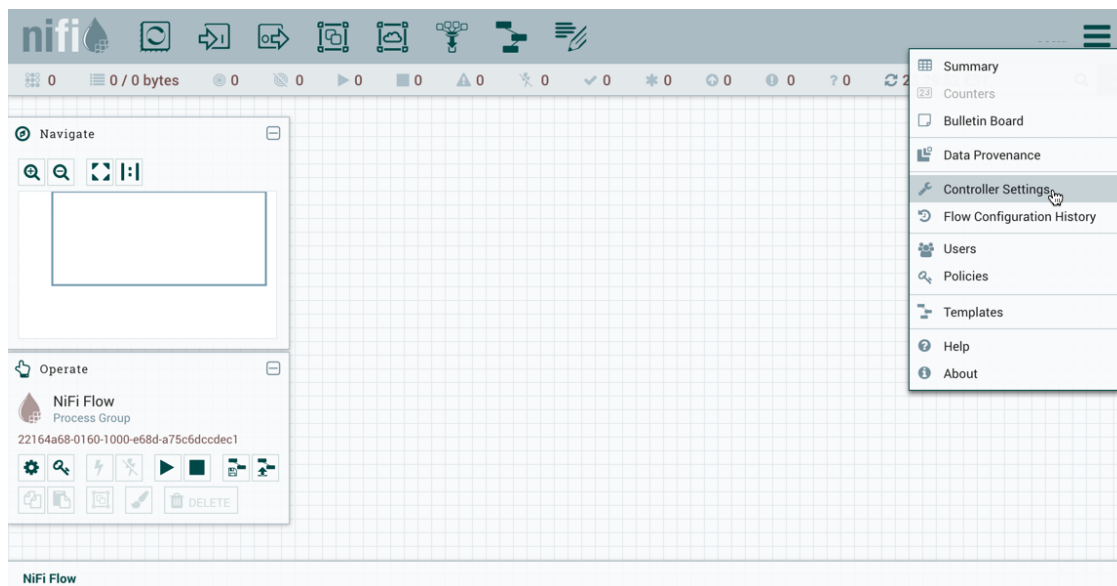 nifi
0 0 / 0 bytes 0 0 0 0 0 0 0 0 0 0 ? 0
Summary
Counters
Bulletin Board
Data Provenance
Controller Settings
Flow Configuration History
Users
Policies
Templates
Help
About
Navigate
Operate
NiFi Flow
Process Group
22164a68-0160-1000-e68d-a75c6dccdec1
DELETE
NiFi Flow